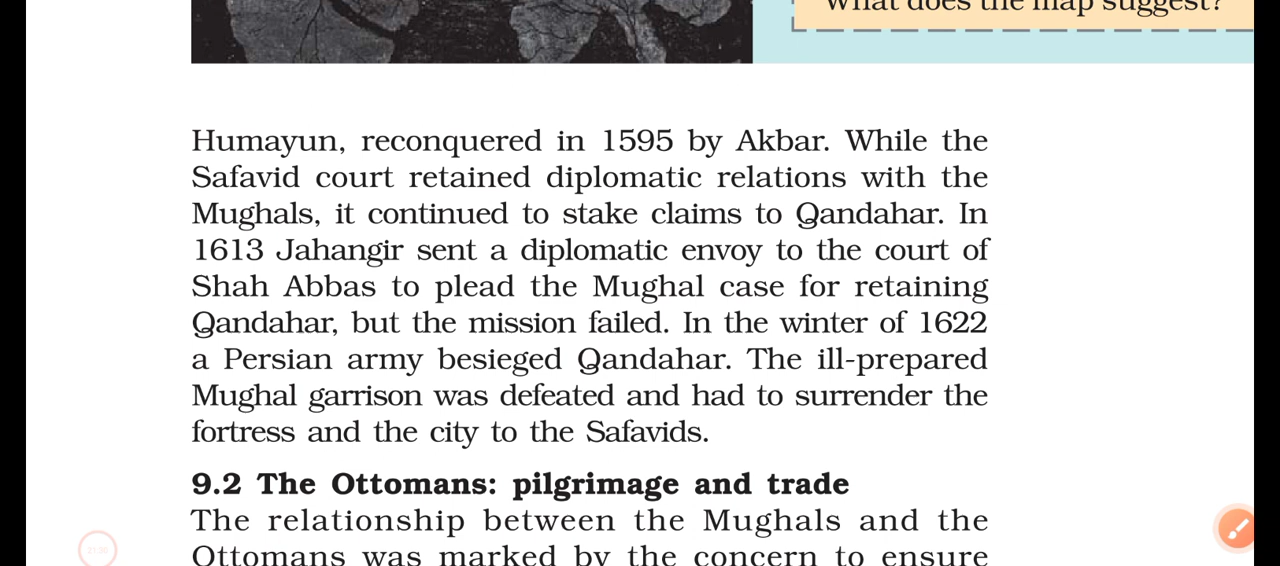 What does the map suggest?
Humayun, reconquered in 1595 by Akbar. While the
Safavid court retained diplomatic relations with the
Mughals, it continued to stake claims to Qandahar. In
1613 Jahangir sent a diplomatic envoy to the court of
Shah Abbas to plead the Mughal case for retaining
Qandahar, but the mission failed. In the winter of 1622
a Persian army besieged Qandahar. The ill-prepared
Mughal garrison was defeated and had to surrender the
fortress and the city to the Safavids.
9.2 The Ottomans: pilgrimage and trade
The relationship between the Mughals and the
Ottomans was marked by the concern to ensure